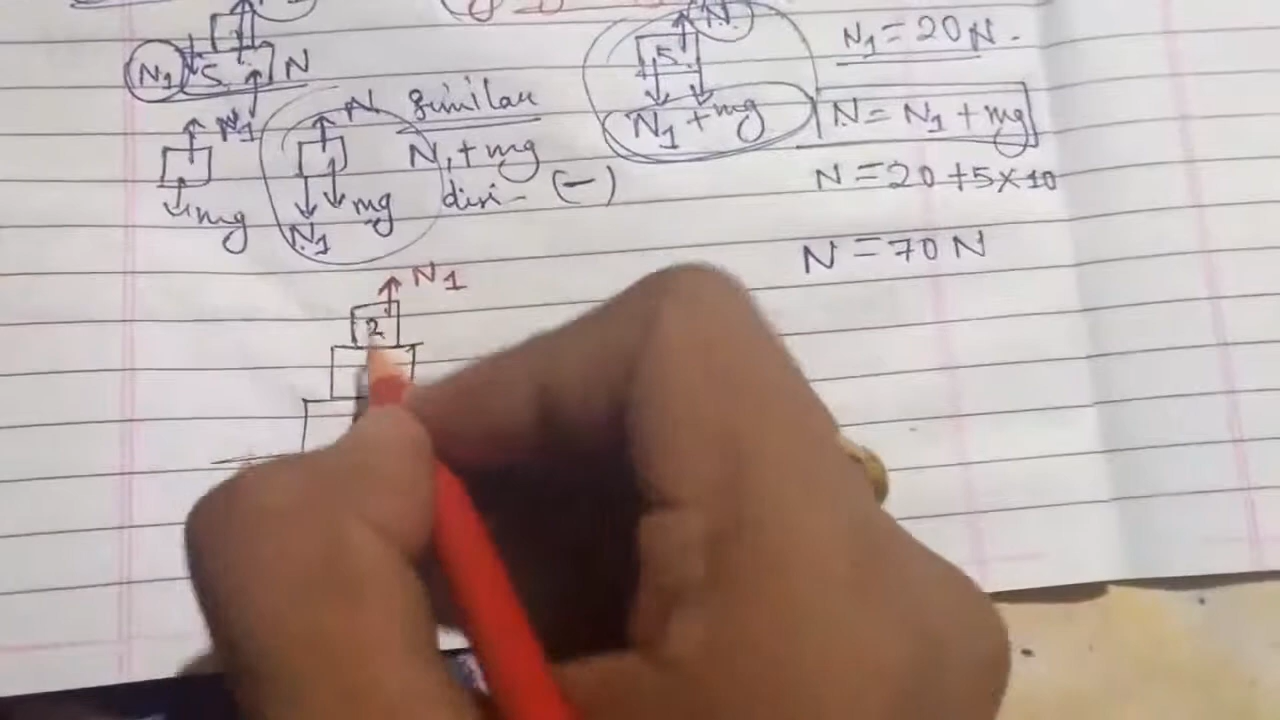 N
N₁ 5 N
5
N₁ = 20 N.
N₁
mg
N
N₁
mg
Similar
N₁ + mg
(-)
N₁ + mg
N = N₁ + mg
N = 20 + 5 × 10
N = 70 N
N1
2